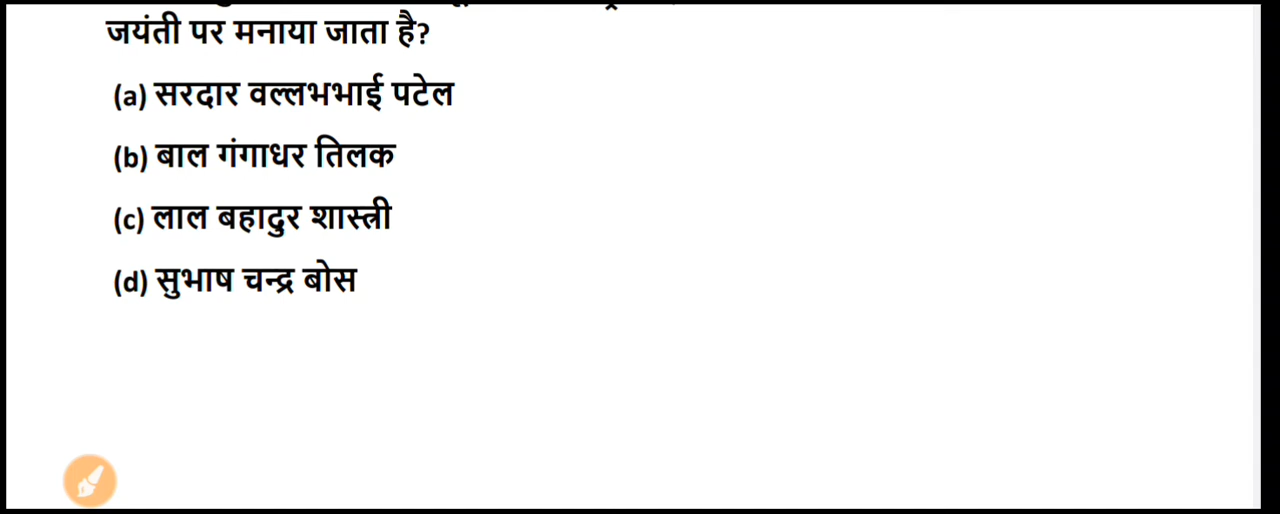 जयंती पर मनाया जाता है?
(a) सरदार वल्लभभाई पटेल
(b) बाल गंगाधर तिलक
(c) लाल बहादुर शास्त्री
(d) सुभाष चन्द्र बोस